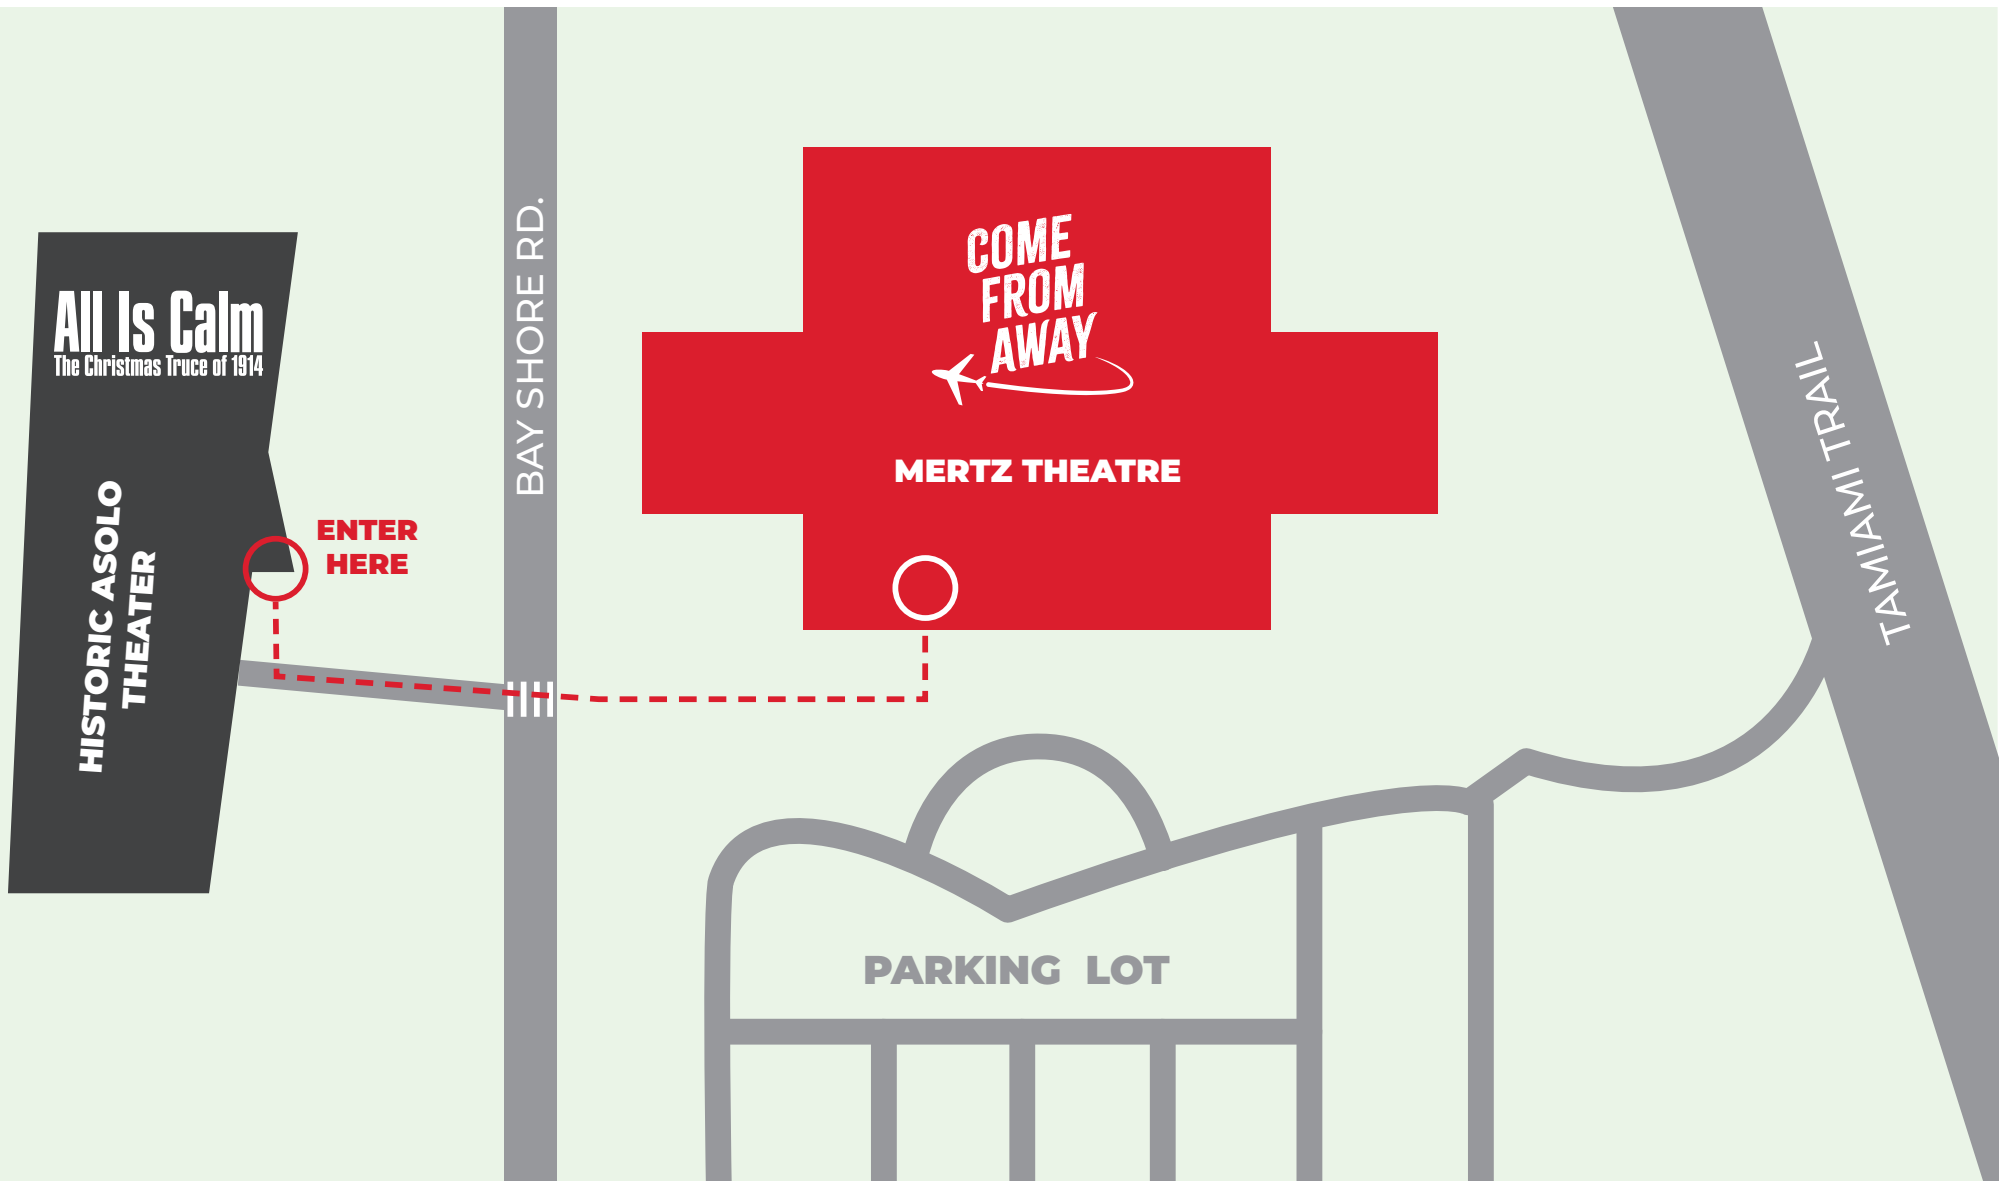 All Is Calm
The Christmas Truce of 1914
HISTORIC ASOLO
THEATER
ENTER
HERE
BAY SHORE RD.
COME
FROM
AWAY
MERTZ THEATRE
TAMIAMI TRAIL
PARKING LOT